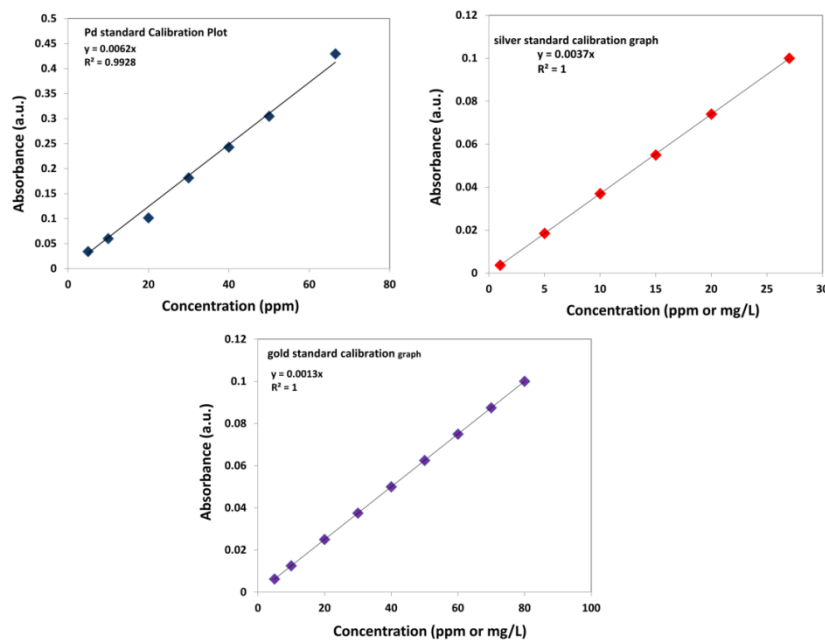 Pd standard Calibration Plot
y = 0.0062x
R² = 0.9928
0.5
0.45
0.4
0.35
0.3
0.25
0.2
0.15
0.1
0.05
0
Absorbance (a.u.)
0 20 40 60 80
Concentration (ppm)
silver standard calibration graph
y = 0.0037x
R² = 1
0.12
0.1
0.08
0.06
0.04
0.02
0
Absorbance (a.u.)
0 5 10 15 20 25 30
Concentration (ppm or mg/L)
gold standard calibration graph
y = 0.0013x
R² = 1
0.12
0.1
0.08
0.06
0.04
0.02
0
Absorbance (a.u.)
0 20 40 60 80 100
Concentration (ppm or mg/L)